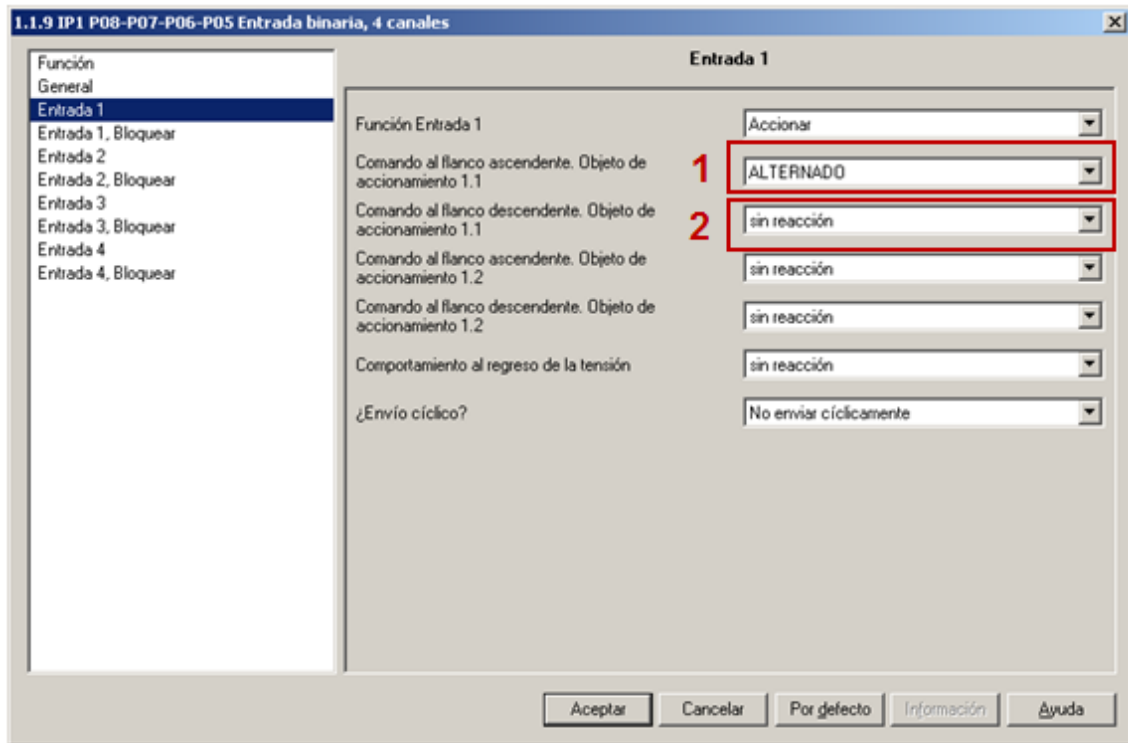 1.1.9 IP1 P08-P07-P06-P05 Entrada binaria, 4 canales
Función
General
Entrada 1
Entrada 1, Bloquear
Entrada 2
Entrada 2, Bloquear
Entrada 3
Entrada 3, Bloquear
Entrada 4
Entrada 4, Bloquear
Entrada 1
Función Entrada 1
Accionar
Comando al flanco ascendente. Objeto de
accionamiento 1.1
1
ALTERNADO
Comando al flanco descendente. Objeto de
accionamiento 1.1
2
sin reacción
Comando al flanco ascendente. Objeto de
accionamiento 1.2
sin reacción
Comando al flanco descendente. Objeto de
accionamiento 1.2
sin reacción
Comportamiento al regreso de la tensión
sin reacción
¿Envío cíclico?
No enviar cíclicamente
Aceptar
Cancelar
Por defecto
Información
Ayuda